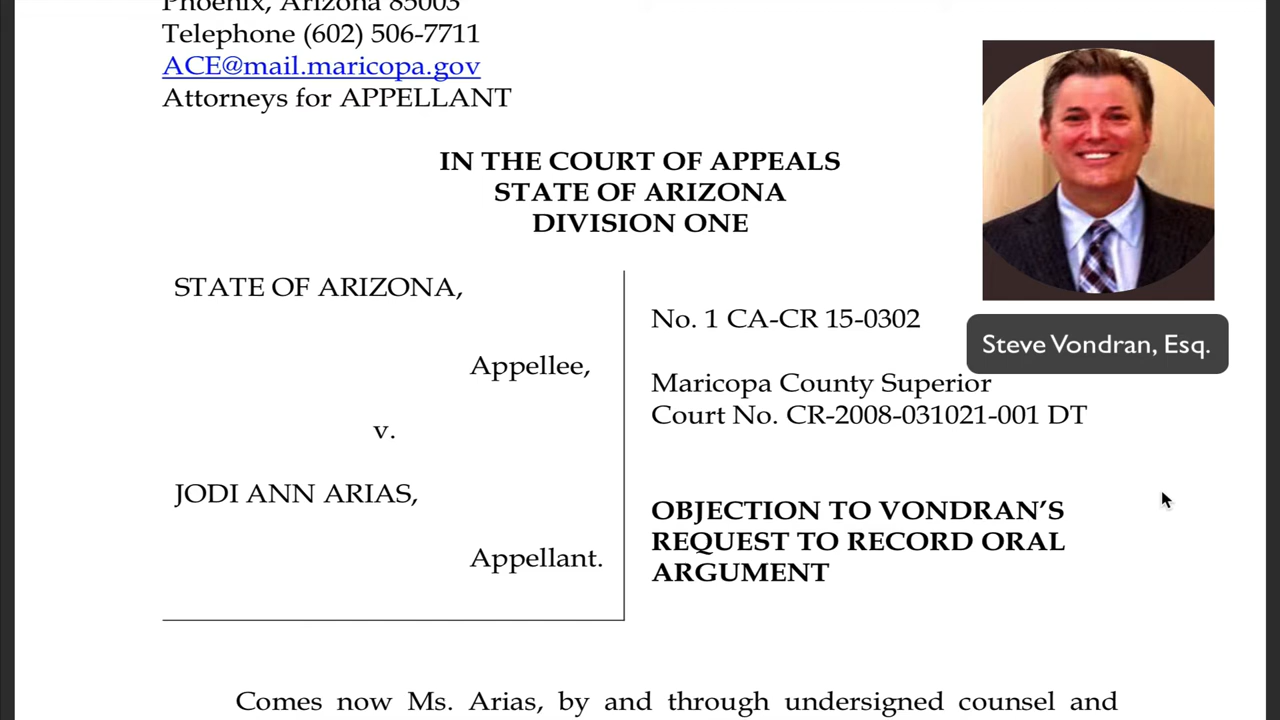 Phoenix, Arizona 85003
Telephone (602) 506-7711
ACE@mail.maricopa.gov
Attorneys for APPELLANT
IN THE COURT OF APPEALS
STATE OF ARIZONA
DIVISION ONE
STATE OF ARIZONA,
Appellee,
v.
JODI ANN ARIAS,
Appellant.
No. 1 CA-CR 15-0302
Steve Vondran, Esq.
Maricopa County Superior
Court No. CR-2008-031021-001 DT
OBJECTION TO VONDRAN’S
REQUEST TO RECORD ORAL
ARGUMENT
Comes now Ms. Arias, by and through undersigned counsel and